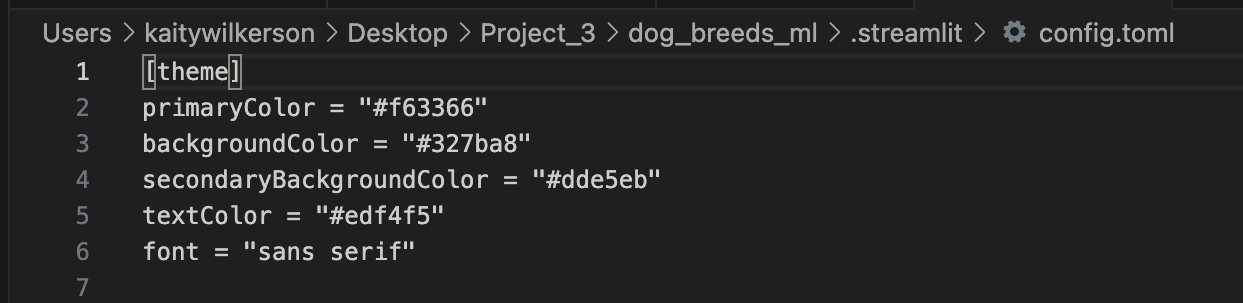 Users > kaitywilkerson > Desktop > Project_3 > dog_breeds_ml > .streamlit > config.toml
1 [theme]
2 primaryColor = "#f63366"
3 backgroundColor = "#327ba8"
4 secondaryBackgroundColor = "#dde5eb"
5 textColor = "#edf4f5"
6 font = "sans serif"
7